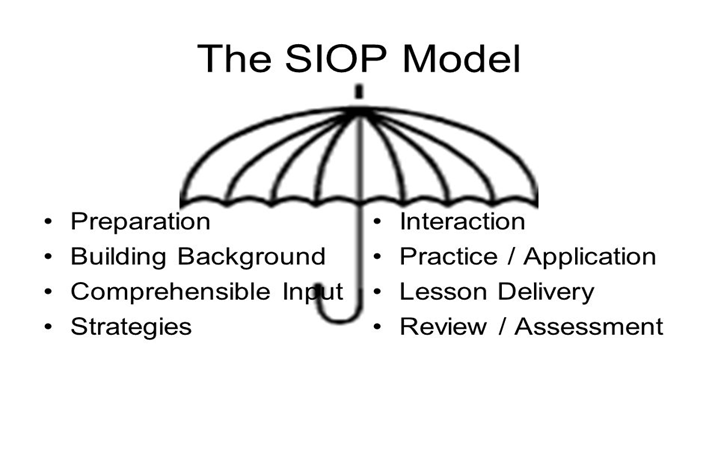 The SIOP Model
• Preparation
• Building Background
• Comprehensible Input
• Strategies
• Interaction
• Practice / Application
• Lesson Delivery
• Review / Assessment